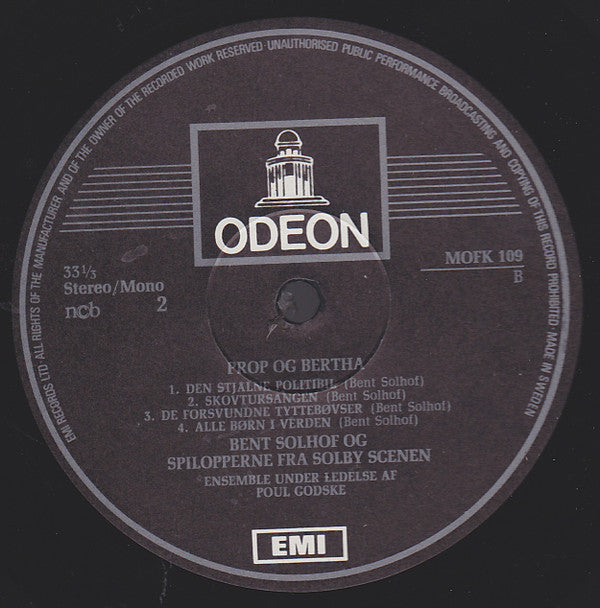 EMI RECORDS LTD · ALL RIGHTS OF THE MANUFACTURER AND OF THE OWNER OF THE RECORDED WORK RESERVED · UNAUTHORISED PUBLIC PERFORMANCE BROADCASTING AND COPYING OF THIS RECORD PROHIBITED · MADE IN SWEDEN
ODEON
33 1/3
Stereo/Mono
ncb 2
MOFK 109
B
FROP OG BERTHA
1. DEN STJÅLNE POLITIBIL (Bent Solhof)
2. SKOVTURSANGEN (Bent Solhof)
3. DE FORSVUNDNE TYTTEBØVSER (Bent Solhof)
4. ALLE BØRN I VERDEN (Bent Solhof)
BENT SOLHOF OG
SPILOPPERNE FRA SOLBY SCENEN
ENSEMBLE UNDER LEDELSE AF
POUL GODSKE
EMI